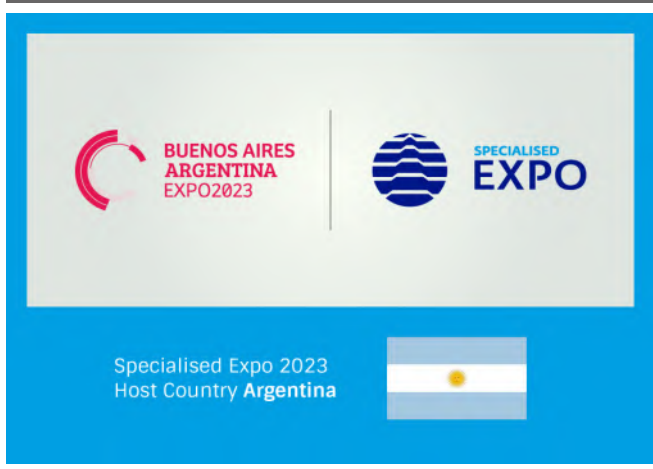 BUENOS AIRES
ARGENTINA
EXPO2023
SPECIALISED
EXPO
Specialised Expo 2023
Host Country Argentina